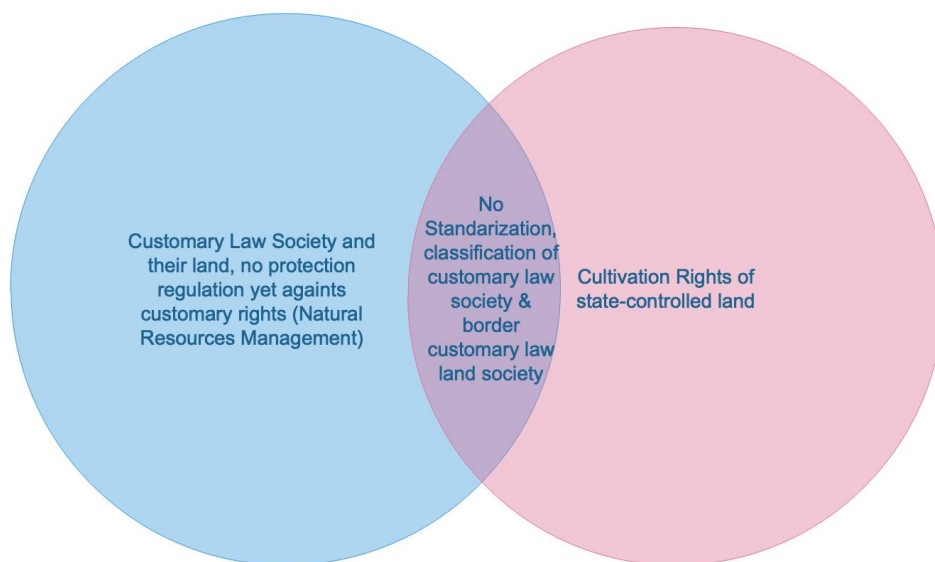 Customary Law Society and
their land, no protection
regulation yet againts
customary rights (Natural
Resources Management)
No
Standarization,
classification of
customary law
society &
border
customary law
land society
Cultivation Rights of
state-controlled land